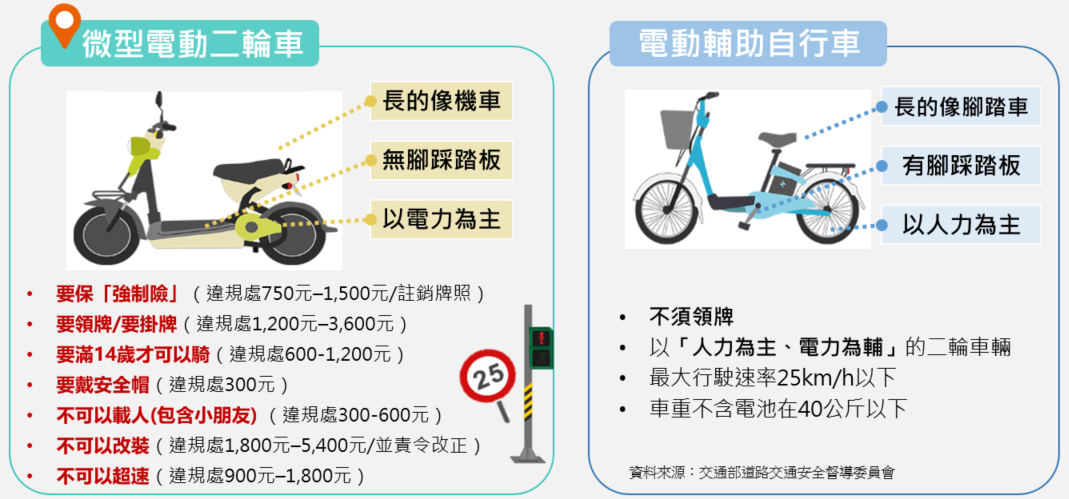 微型電動二輪車
長的像機車
無腳踩踏板
以電力為主
• 要保「強制險」（違規處750元–1,500元/註銷牌照）
• 要領牌/要掛牌（違規處1,200元–3,600元）
• 要滿14歲才可以騎（違規處600-1,200元）
• 要戴安全帽（違規處300元）
• 不可以載人(包含小朋友)（違規處300-600元）
• 不可以改裝（違規處1,800元–5,400元/並責令改正）
• 不可以超速（違規處900元–1,800元）
25
電動輔助自行車
長的像腳踏車
有腳踩踏板
以人力為主
• 不須領牌
• 以「人力為主、電力為輔」的二輪車輛
• 最大行駛速率25km/h以下
• 車重不含電池在40公斤以下
資料來源：交通部道路交通安全督導委員會